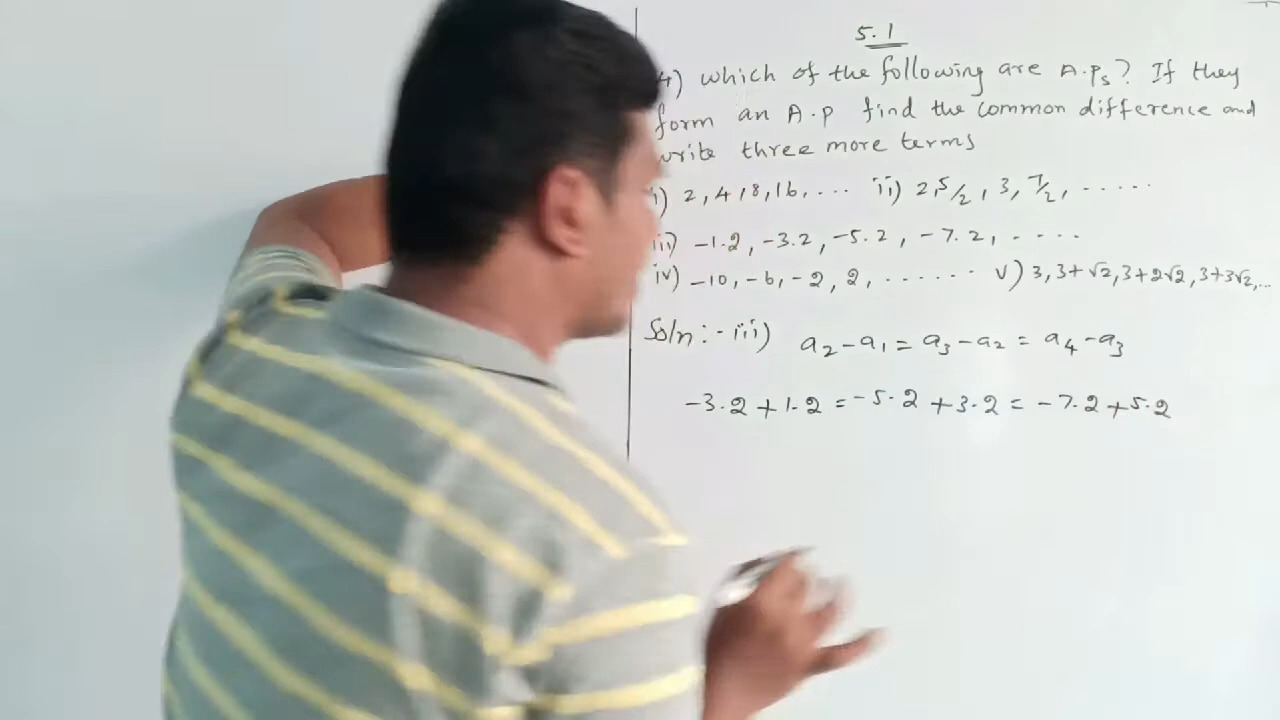 5.1
4) which of the following are A.Ps? If they
form an A.P find the common difference and
write three more terms
i) 2, 4, 8, 16, ... ii) 2, 5/2, 3, 7/2, .....
iii) -1.2, -3.2, -5.2, -7.2, ....
iv) -10, -6, -2, 2, ....... v) 3, 3+√2, 3+2√2, 3+3√2, ...
Soln:- iii) a₂-a₁ = a₃-a₂ = a₄-a₃
-3.2+1.2 = -5.2+3.2 = -7.2+5.2